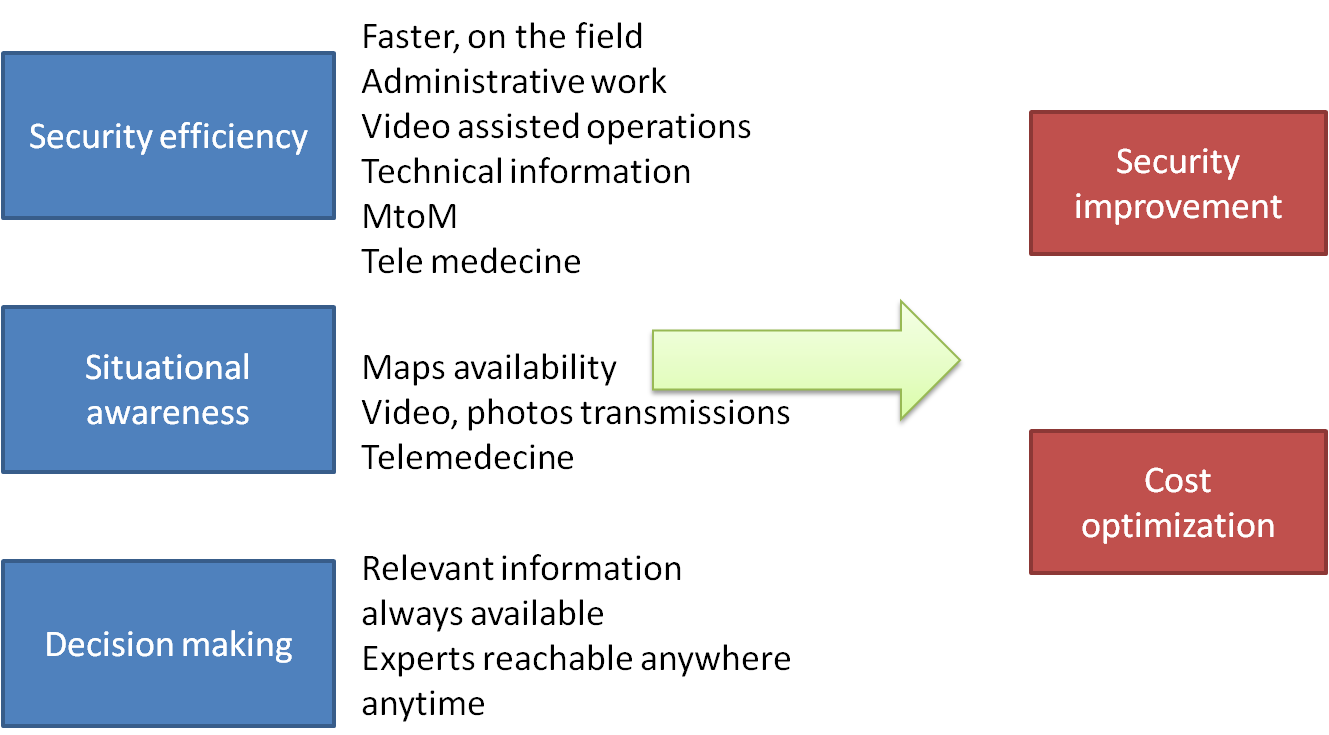 Security efficiency
Faster, on the field
Administrative work
Video assisted operations
Technical information
MtoM
Tele medecine
Situational
awareness
Maps availability
Video, photos transmissions
Telemedecine
Decision making
Relevant information
always available
Experts reachable anywhere
anytime
Security
improvement
Cost
optimization